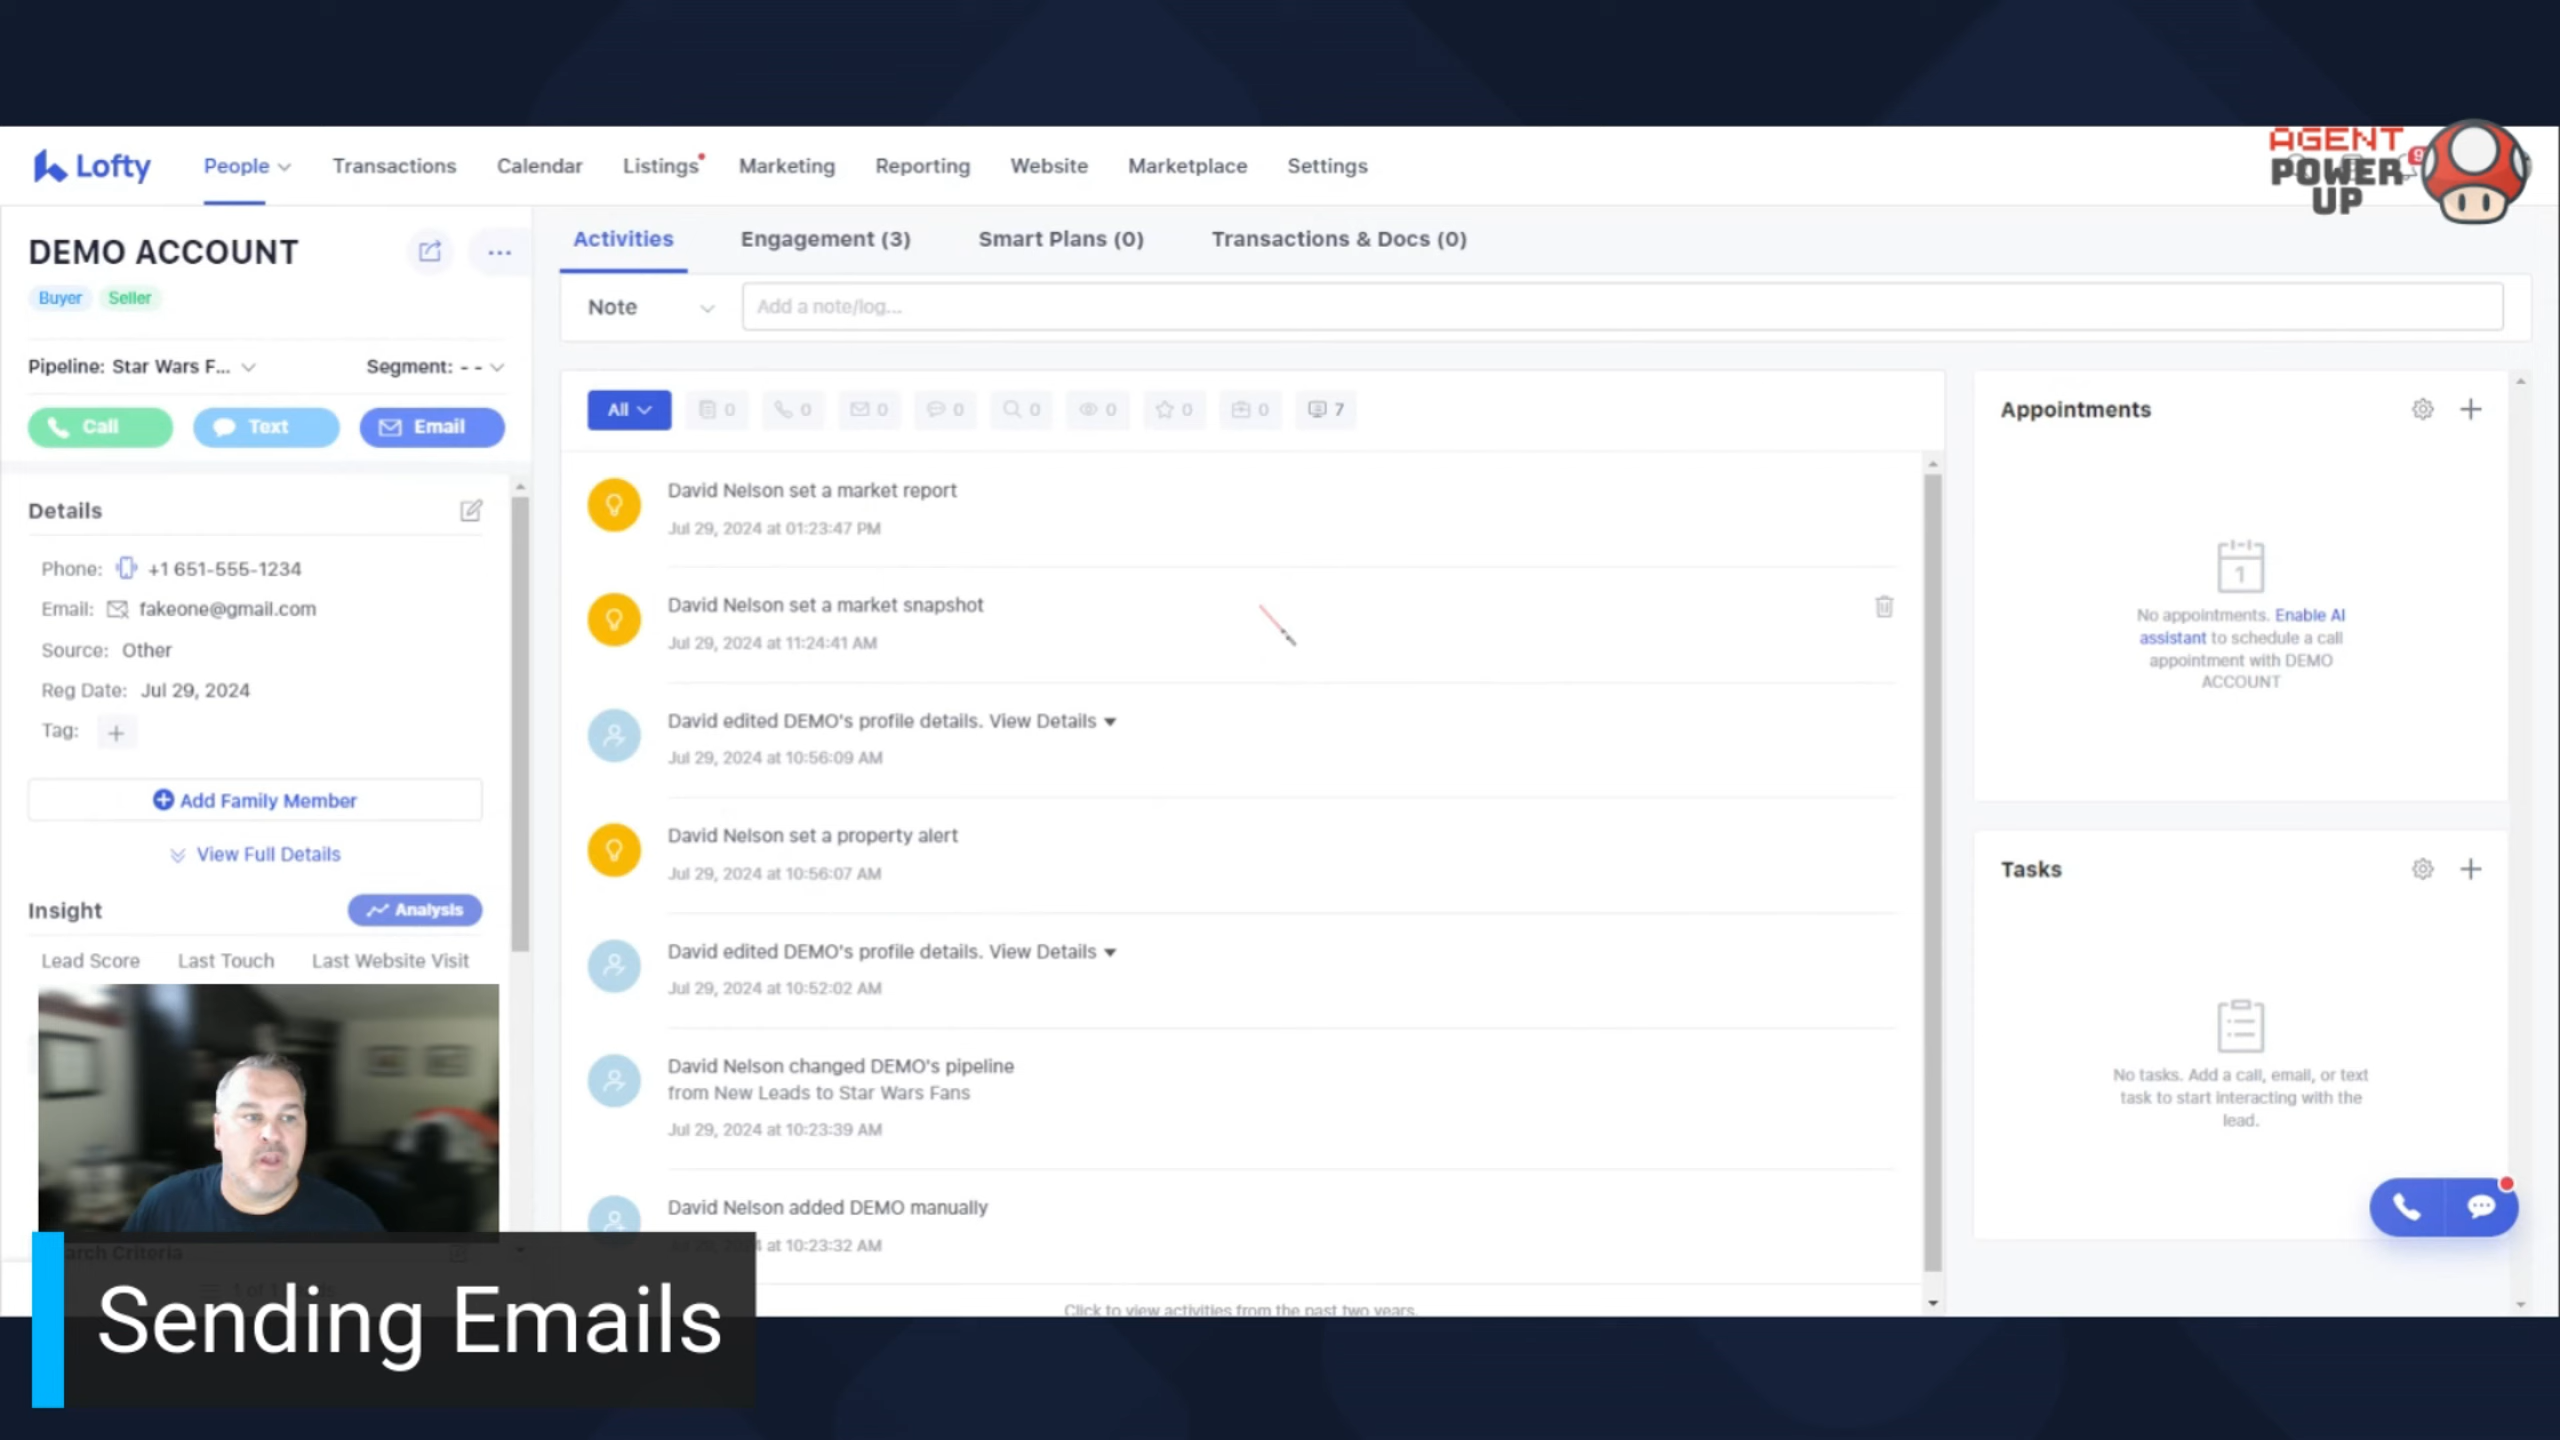 AGENT
POWER
UP
Lofty
People
Transactions
Calendar
Listings
Marketing
Reporting
Website
Marketplace
Settings
9
DEMO ACCOUNT
Buyer
Seller
Pipeline: Star Wars F...
Segment: - -
Call
Text
Email
Details
Phone: +1 651-555-1234
Email: fakeone@gmail.com
Source: Other
Reg Date: Jul 29, 2024
Tag:
Add Family Member
View Full Details
Insight
Analysis
Lead Score
Last Touch
Last Website Visit
arch Criteria
Sending Emails
Activities
Engagement (3)
Smart Plans (0)
Transactions & Docs (0)
Note
Add a note/log...
All
0
0
0
0
0
0
0
0
7
David Nelson set a market report
Jul 29, 2024 at 01:23:47 PM
David Nelson set a market snapshot
Jul 29, 2024 at 11:24:41 AM
David edited DEMO's profile details. View Details
Jul 29, 2024 at 10:56:09 AM
David Nelson set a property alert
Jul 29, 2024 at 10:56:07 AM
David edited DEMO's profile details. View Details
Jul 29, 2024 at 10:52:02 AM
David Nelson changed DEMO's pipeline
from New Leads to Star Wars Fans
Jul 29, 2024 at 10:23:39 AM
David Nelson added DEMO manually
at 10:23:32 AM
Click to view activities from the past two years.
Appointments
1
No appointments. Enable AI
assistant to schedule a call
appointment with DEMO
ACCOUNT
Tasks
No tasks. Add a call, email, or text
task to start interacting with the
lead.